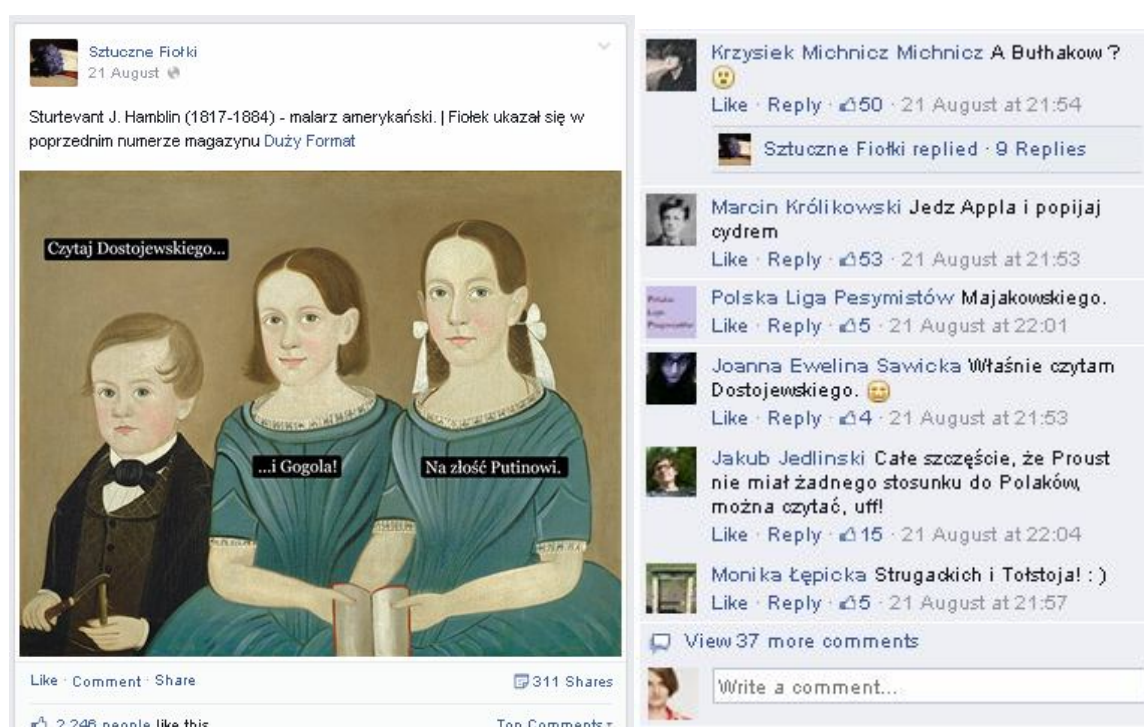 Sztuczne Fiołki
21 August
Sturtevant J. Hamblin (1817-1884) - malarz amerykański. | Fiołek ukazał się w
poprzednim numerze magazynu Duży Format
Czytaj Dostojewskiego...
...i Gogola!
Na złość Putinowi.
Like · Comment · Share
311 Shares
2,246 people like this
Top Comments
Krzysiek Michnicz Michnicz A Bułhakow ?
Like · Reply · 50 · 21 August at 21:54
Sztuczne Fiołki replied · 9 Replies
Marcin Królikowski Jedz Appla i popijaj
cydrem
Like · Reply · 53 · 21 August at 21:53
Polska Liga Pesymistów Majakowskiego.
Like · Reply · 5 · 21 August at 22:01
Joanna Ewelina Sawicka Właśnie czytam
Dostojewskiego.
Like · Reply · 4 · 21 August at 21:53
Jakub Jedlinski Całe szczęście, że Proust
nie miał żadnego stosunku do Polaków,
można czytać, uff!
Like · Reply · 15 · 21 August at 22:04
Monika Łępicka Strugackich i Tołstoja! : )
Like · Reply · 5 · 21 August at 21:57
View 37 more comments
Write a comment...